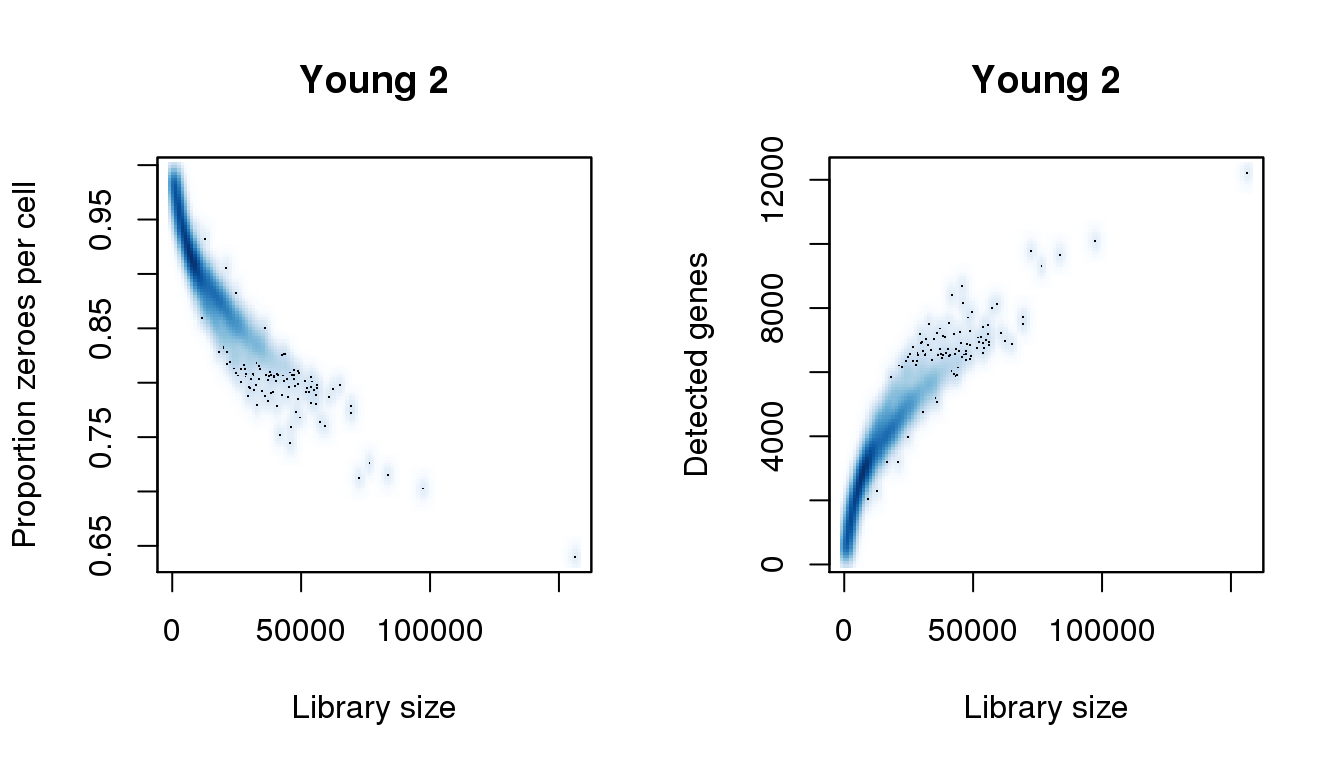 Young 2
Proportion zeroes per cell
0.95
0.85
0.75
0.65
0
50000
100000
Library size
Young 2
Detected genes
12000
8000
4000
0
0
50000
100000
Library size